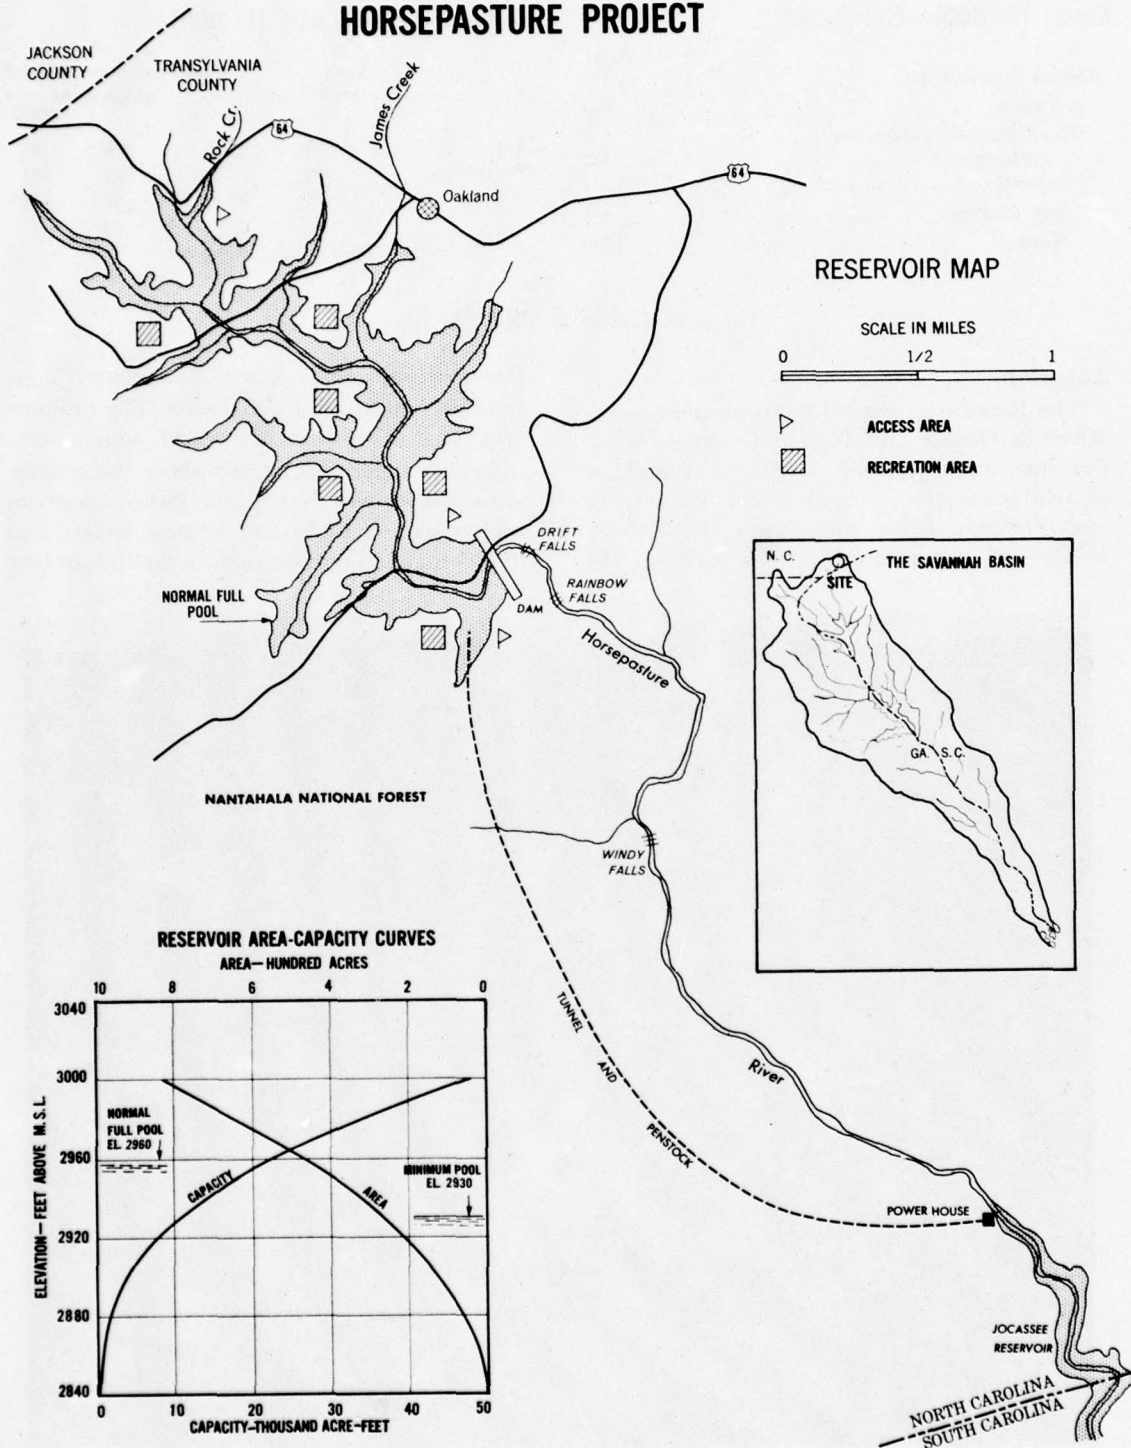 HORSEPASTURE PROJECT
JACKSON
COUNTY
TRANSYLVANIA
COUNTY
Rock Cr.
James Creek
64
64
Oakland
RESERVOIR MAP
SCALE IN MILES
0 1/2 1
ACCESS AREA
RECREATION AREA
DRIFT
FALLS
RAINBOW
FALLS
DAM
NORMAL FULL
POOL
Horsepasture
N. C.
THE SAVANNAH BASIN
SITE
GA. S. C.
NANTAHALA NATIONAL FOREST
WINDY
FALLS
RESERVOIR AREA-CAPACITY CURVES
AREA—HUNDRED ACRES
10 8 6 4 2 0
3040
3000
2960
2920
2880
2840
ELEVATION—FEET ABOVE M.S.L.
NORMAL
FULL POOL
EL. 2960
CAPACITY
AREA
MINIMUM POOL
EL. 2930
0 10 20 30 40 50
CAPACITY-THOUSAND ACRE-FEET
TUNNEL
AND
PENSTOCK
River
POWER HOUSE
JOCASSEE
RESERVOIR
NORTH CAROLINA
SOUTH CAROLINA